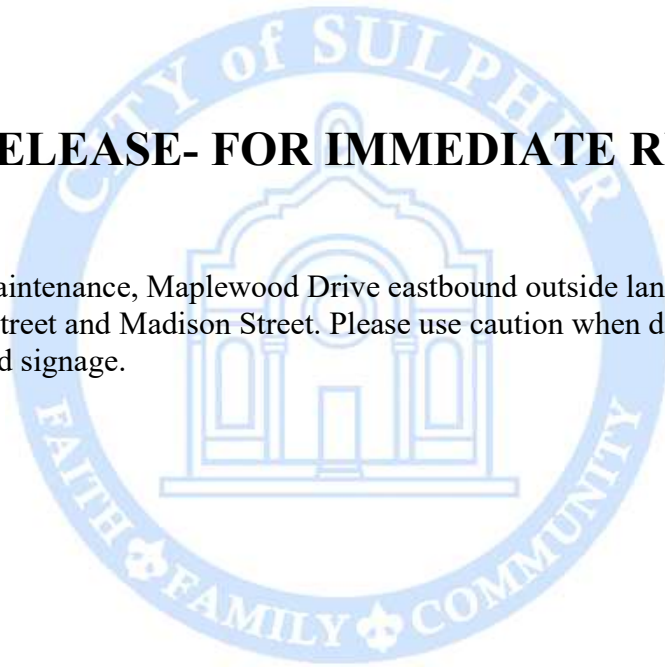 CITY of SULPHUR
ELEASE- FOR IMMEDIATE R
aintenance, Maplewood Drive eastbound outside lan
treet and Madison Street. Please use caution when d
d signage.
FAITH FAMILY COMMUNITY